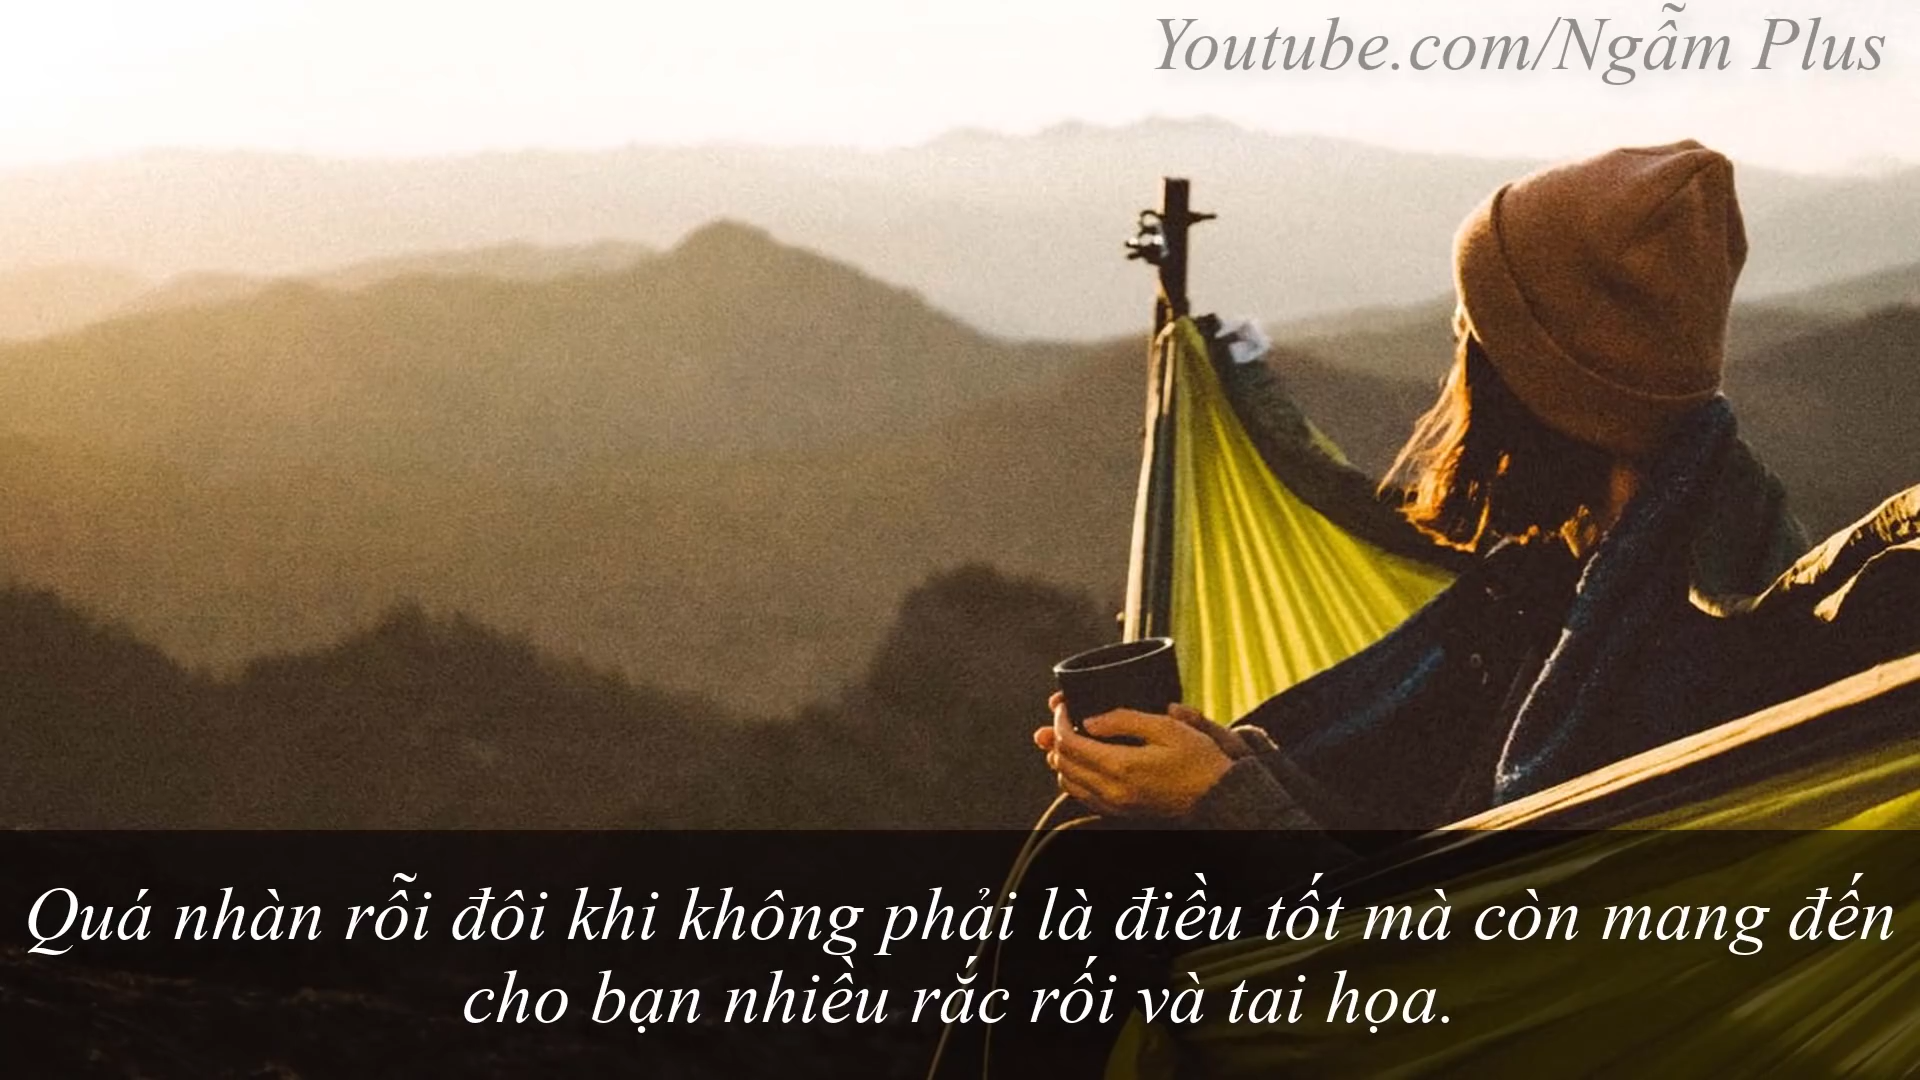 Youtube.com/Ngẫm Plus
Quá nhàn rỗi đôi khi không phải là điều tốt mà còn mang đến
cho bạn nhiều rắc rối và tai họa.